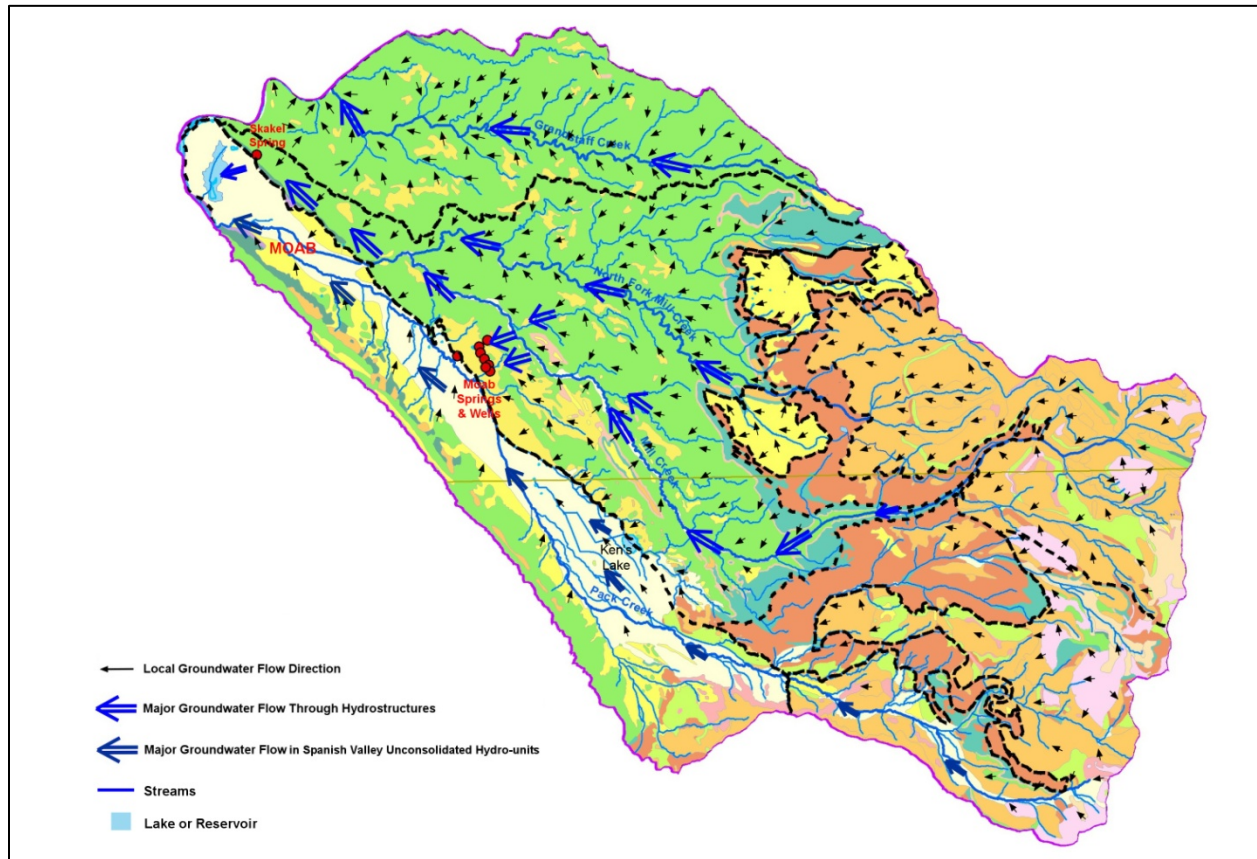 Skakel
Spring
Grandstaff Creek
MOAB
North Fork Mill Creek
Moab
Springs
& Wells
Mill Creek
Ken's
Lake
Pack Creek
Local Groundwater Flow Direction
Major Groundwater Flow Through Hydrostructures
Major Groundwater Flow in Spanish Valley Unconsolidated Hydro-units
Streams
Lake or Reservoir